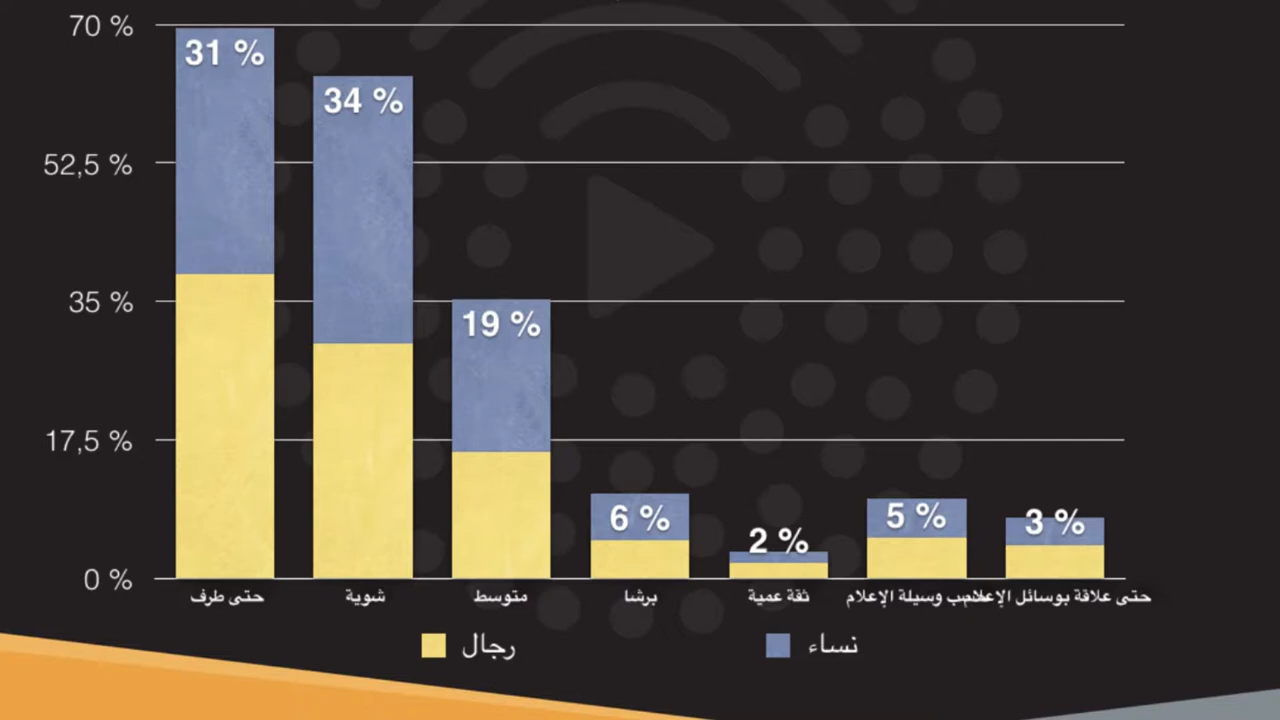 70 %
31 %
34 %
52,5 %
35 %
19 %
17,5 %
6 %
2 %
5 %
3 %
0 %
حتى طرف
شوية
متوسط
برشا
ثقة عمية
وسيلة الإعلام
حتى علاقة بوسائل
رجال
نساء